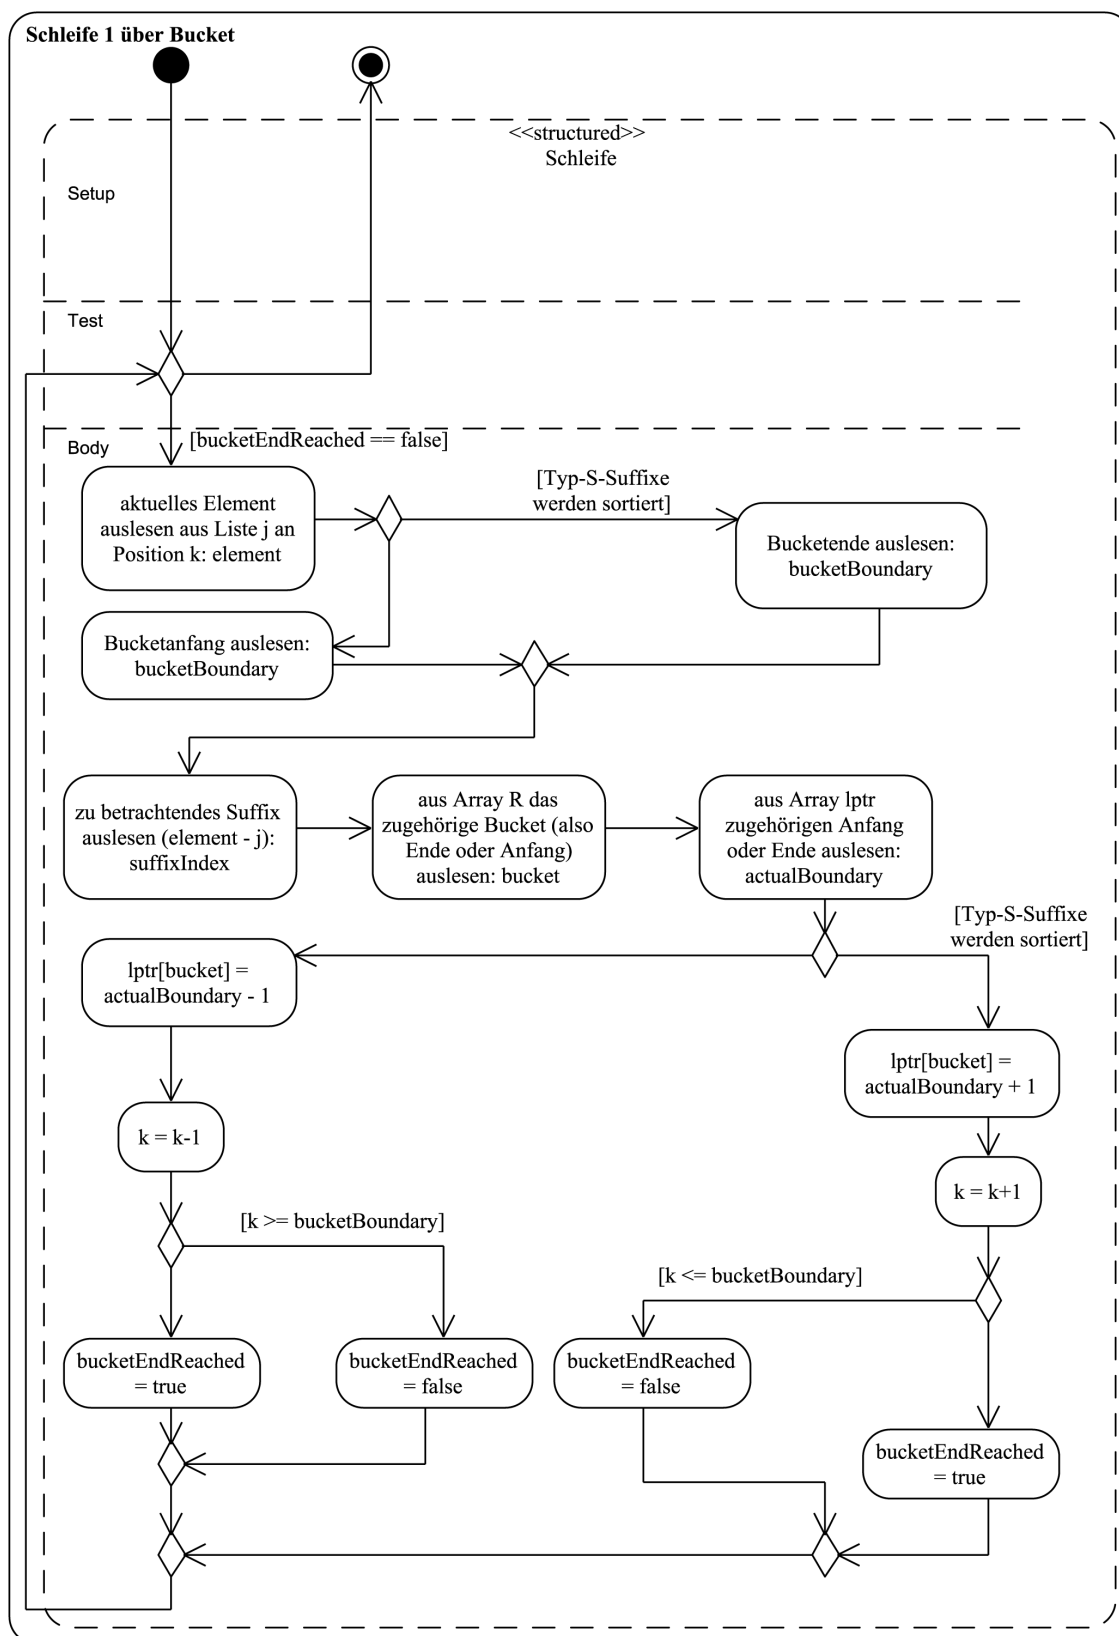 Schleife 1 über Bucket
<<structured>>
Schleife
Setup
Test
Body
[bucketEndReached == false]
aktuelles Element
auslesen aus Liste j an
Position k: element
[Typ-S-Suffixe
werden sortiert]
Bucketende auslesen:
bucketBoundary
Bucketanfang auslesen:
bucketBoundary
zu betrachtendes Suffix
auslesen (element - j):
suffixIndex
aus Array R das
zugehörige Bucket (also
Ende oder Anfang)
auslesen: bucket
aus Array lptr
zugehörigen Anfang
oder Ende auslesen:
actualBoundary
[Typ-S-Suffixe
werden sortiert]
lptr[bucket] =
actualBoundary - 1
lptr[bucket] =
actualBoundary + 1
k = k-1
k = k+1
[k >= bucketBoundary]
[k <= bucketBoundary]
bucketEndReached
= true
bucketEndReached
= false
bucketEndReached
= false
bucketEndReached
= true